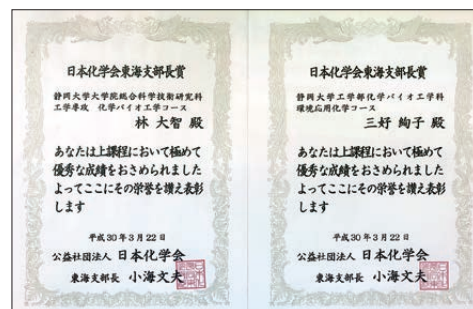 日本化学会東海支部長賞
静岡大学大学院総合科学技術研究科
工学専攻 化学バイオ工学コース
林 大智 殿
あなたは上課程において極めて
優秀な成績をおさめられました
よってここにその栄誉を讃え表彰
します
平成30年3月22日
公益社団法人 日本化学会
東海支部長 小海文夫
日本化学会東海支部長賞
静岡大学工学部化学バイオ工学科
環境応用化学コース
三好 絢子 殿
あなたは上課程において極めて
優秀な成績をおさめられました
よってここにその栄誉を讃え表彰
します
平成30年3月22日
公益社団法人 日本化学会
東海支部長 小海文夫